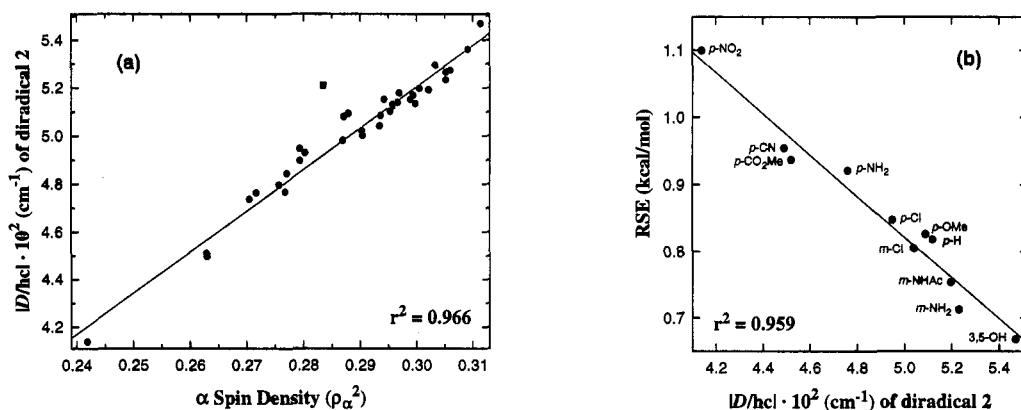 (a)
|D/hc| · 10² (cm⁻¹) of diradical 2
5.4
5.2
5.0
4.8
4.6
4.4
4.2
r² = 0.966
0.24 0.25 0.26 0.27 0.28 0.29 0.30 0.31
α Spin Density (ρα²)
(b)
RSE (kcal/mol)
1.1
1.0
0.9
0.8
0.7
p-NO₂
p-CN
p-CO₂Me
p-NH₂
p-Cl
p-OMe
p-H
m-Cl
m-NHAc
m-NH₂
3,5-OH
r² = 0.959
4.2 4.4 4.6 4.8 5.0 5.2 5.4
|D/hc| · 10² (cm⁻¹) of diradical 2